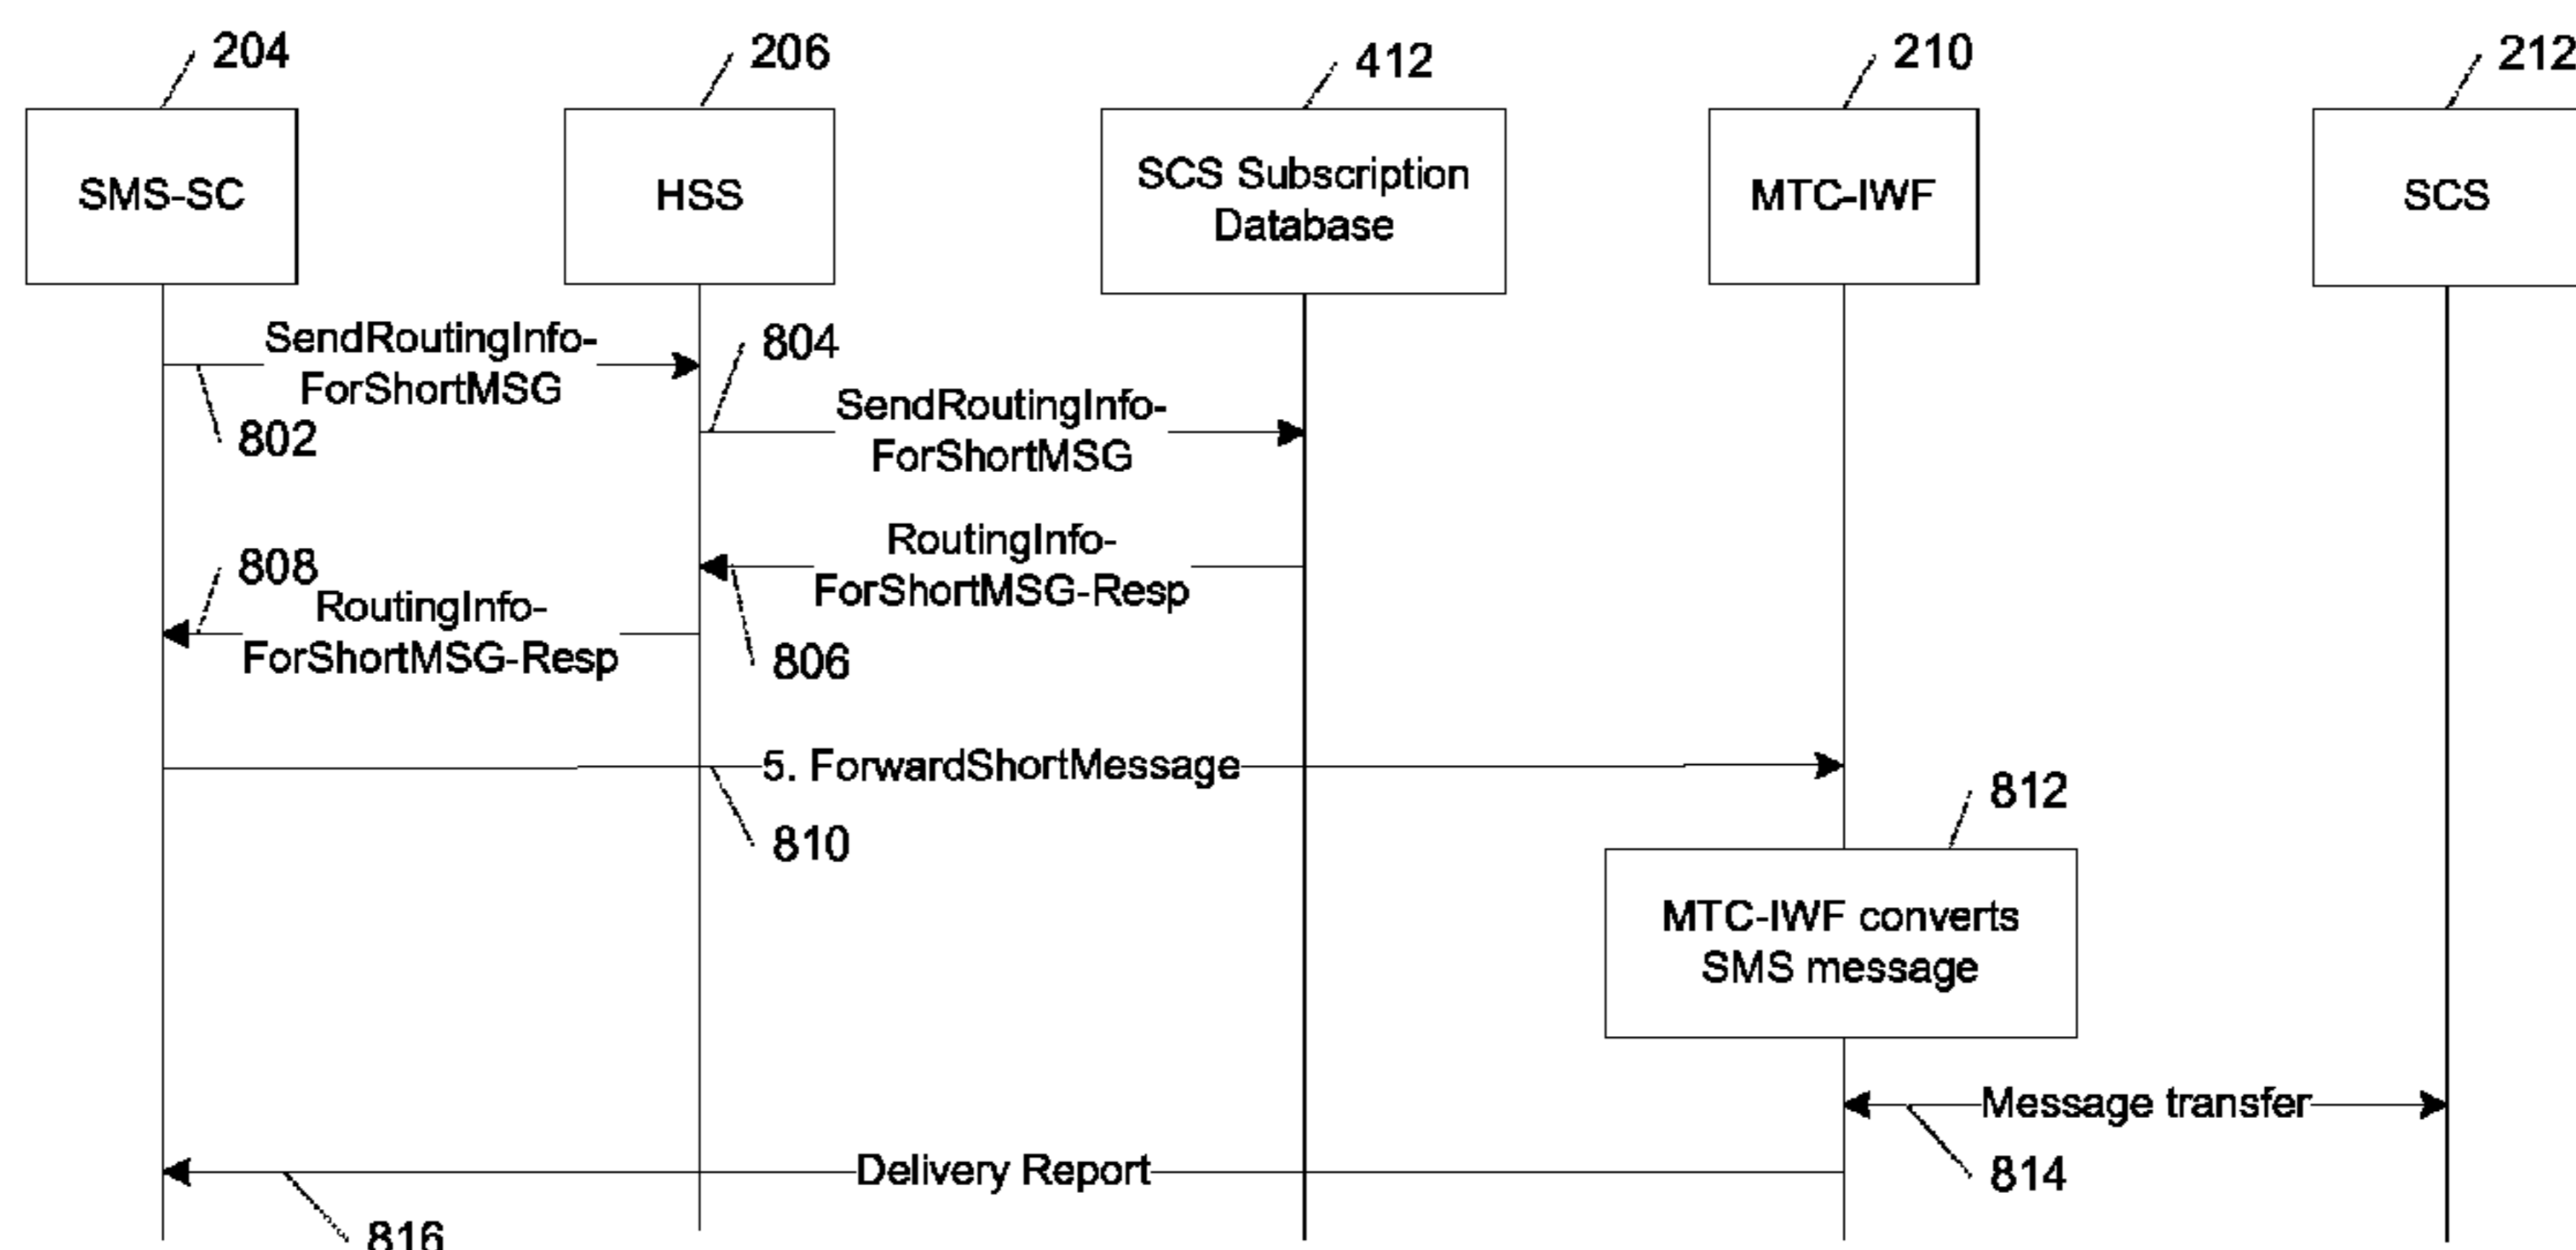 204
206
412
210
212
SMS-SC
HSS
SCS Subscription
Database
MTC-IWF
SCS
SendRoutingInfo-
ForShortMSG
802
804
SendRoutingInfo-
ForShortMSG
RoutingInfo-
ForShortMSG-Resp
806
808
RoutingInfo-
ForShortMSG-Resp
5. ForwardShortMessage
810
812
MTC-IWF converts
SMS message
Message transfer
814
Delivery Report
816